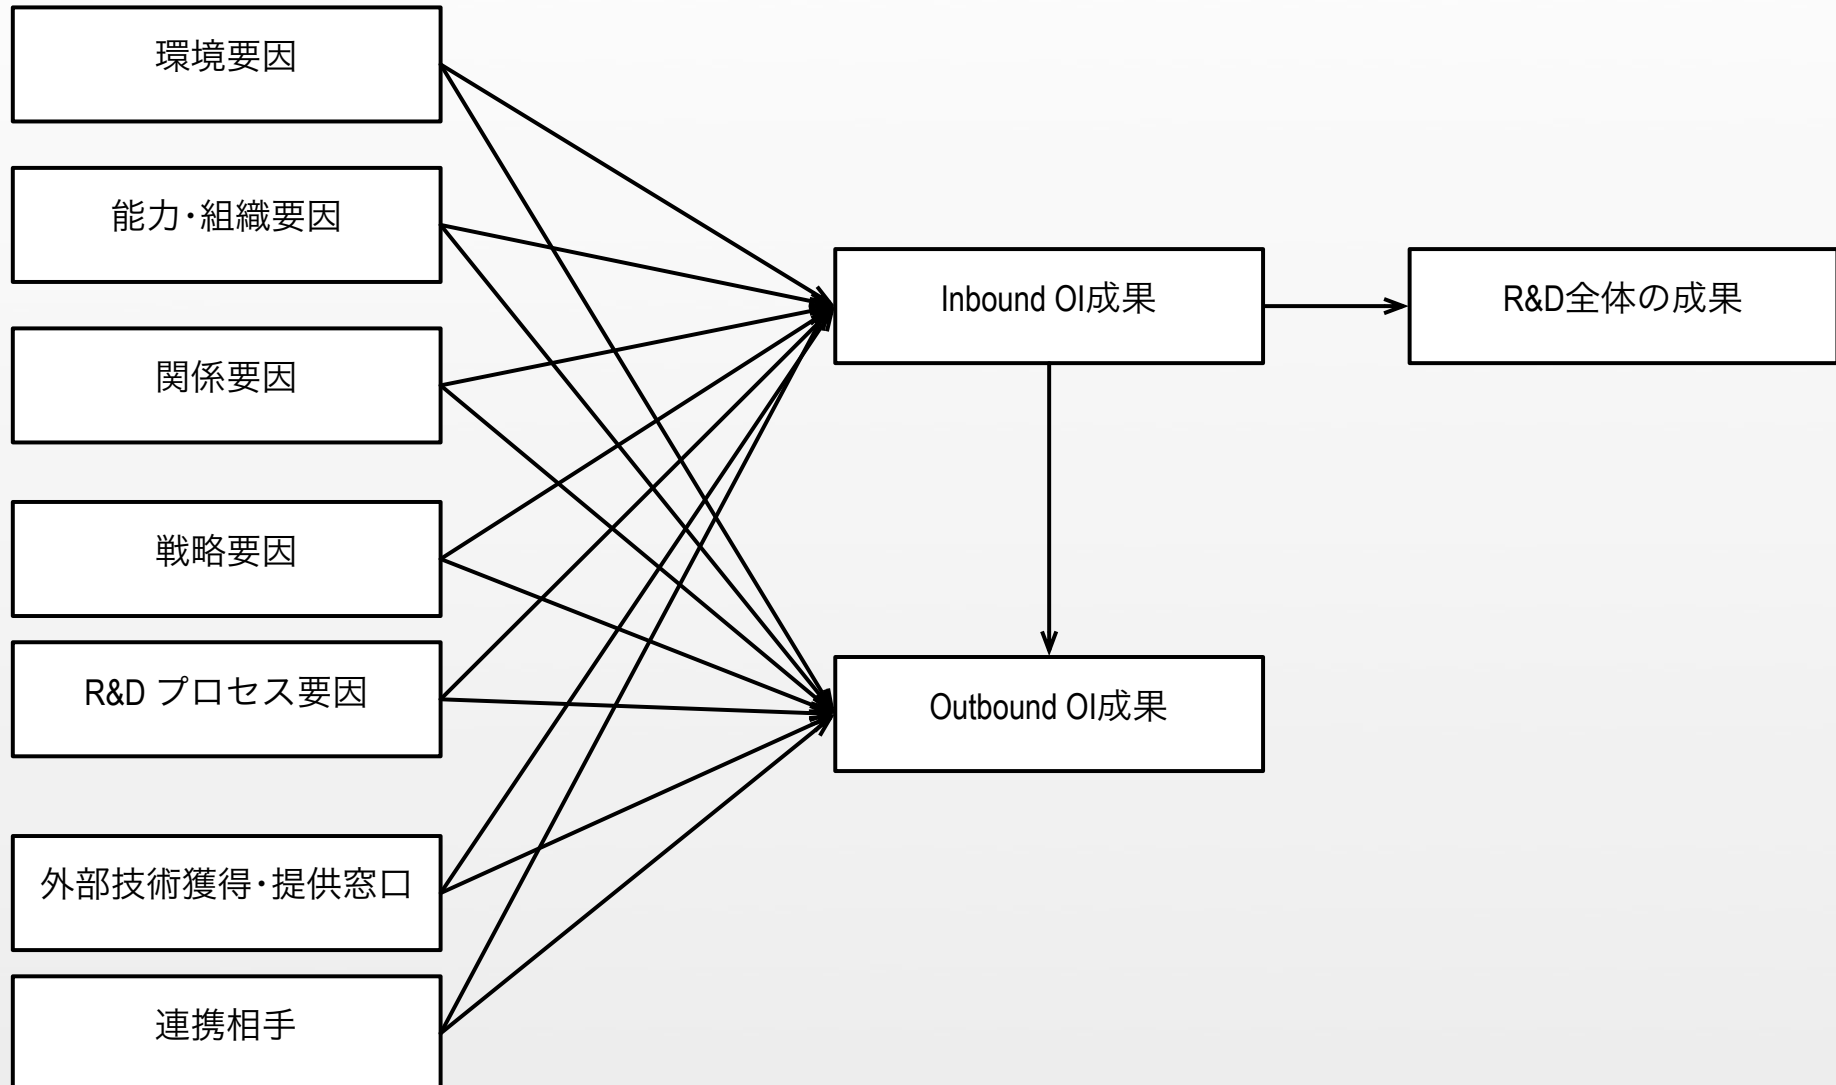 環境要因
能力・組織要因
関係要因
戦略要因
R&D プロセス要因
外部技術獲得・提供窓口
連携相手
Inbound OI成果
Outbound OI成果
R&D全体の成果